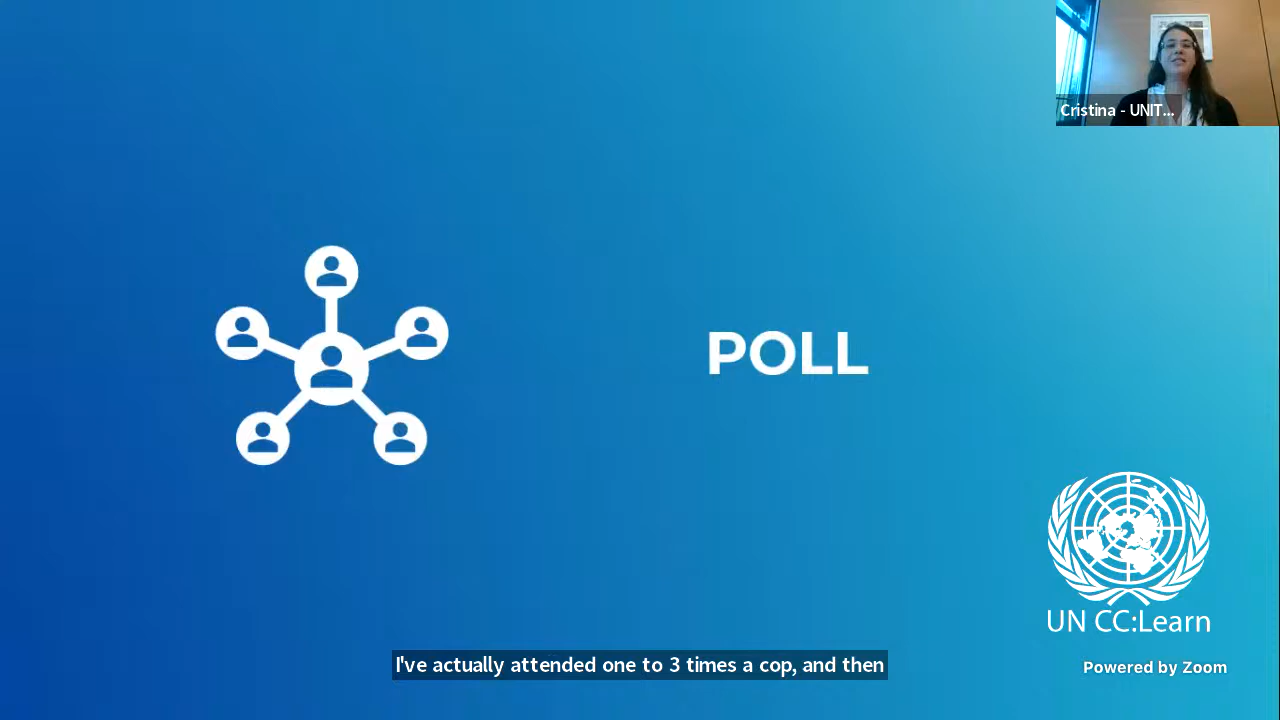 Cristina - UNIT...
POLL
UN CC:Learn
I've actually attended one to 3 times a cop, and then
Powered by Zoom